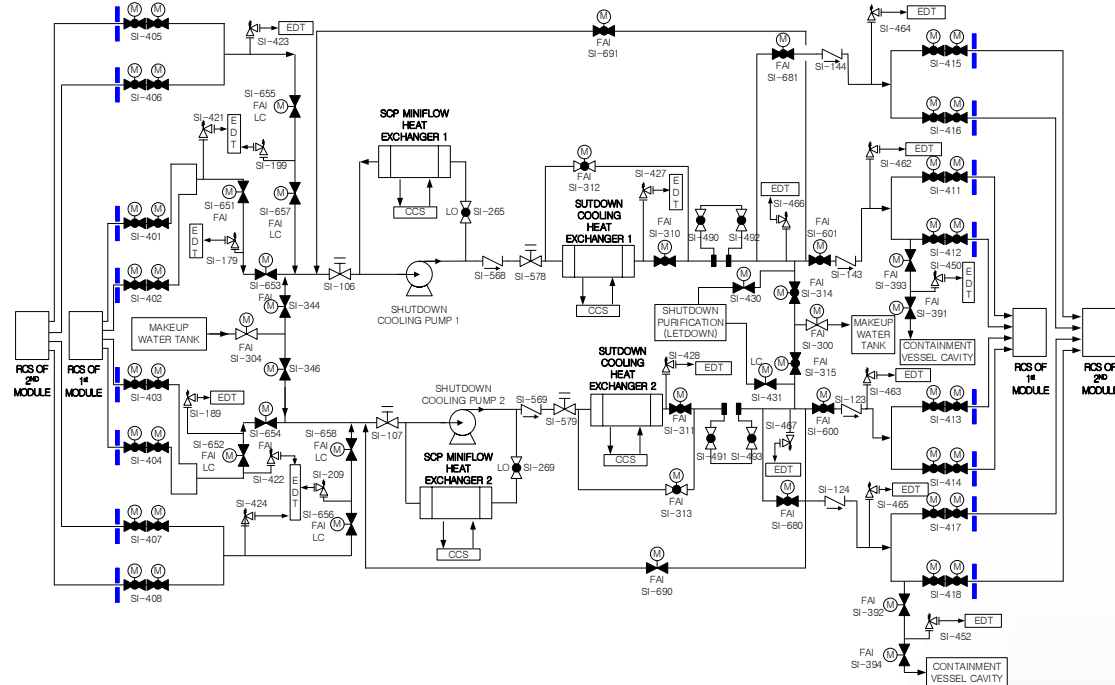 M M
SI-405
SI-423
EDT
M M
SI-406
SI-655
FAI
LC
M
SI-421
E
D
T
SI-199
M
SI-651
FAI
SI-657
FAI
LC
M
M M
SI-401
E
D
T
SI-179
M M
SI-402
M
SI-653
FAI
M
SI-344
SI-106
MAKEUP
WATER TANK
M
FAI
SI-304
M
SI-346
RCS OF
2ND
MODULE
RCS OF
1st
MODULE
M M
SI-403
EDT
SI-189
M
SI-654
FAI
SI-652
FAI
LC
M
M M
SI-404
SI-422
E
D
T
SI-658
FAI
LC
M
SI-209
SI-424
SI-656
FAI
LC
M
M M
SI-407
M M
SI-408
SI-107
SCP MINIFLOW
HEAT
EXCHANGER 1
CCS
LO
SI-265
SHUTDOWN
COOLING PUMP 1
SI-568
SI-578
SHUTDOWN
COOLING PUMP 2
SI-569
SI-579
LO
SI-269
SCP MINIFLOW
HEAT
EXCHANGER 2
CCS
M
FAI
SI-691
M
FAI
SI-312
SUTDOWN
COOLING
HEAT
EXCHANGER 1
CCS
SI-427
E
D
T
FAI
SI-310
M
M M
SI-490
SI-492
EDT
SI-466
FAI
SI-601
M
SI-143
SHUTDOWN
PURIFICATION
(LETDOWN)
M
SI-430
M
FAI
SI-314
M
FAI
SI-300
MAKEUP
WATER
TANK
M
FAI
SI-315
LC
M
SI-431
SUTDOWN
COOLING
HEAT
EXCHANGER 2
CCS
SI-428
EDT
M
FAI
SI-311
M M
SI-491
SI-493
M
FAI
SI-313
SI-467
EDT
M
FAI
SI-600
SI-123
M
FAI
SI-680
SI-124
M
FAI
SI-690
M
FAI
SI-681
SI-144
SI-464
EDT
M M
SI-415
M M
SI-416
EDT
SI-462
M M
SI-411
M M
SI-412
M
FAI
SI-393
SI-450
E
D
T
M
FAI
SI-391
CONTAINMENT
VESSEL CAVITY
EDT
SI-463
M M
SI-413
M M
SI-414
EDT
SI-465
M M
SI-417
M M
SI-418
FAI
SI-392
M
EDT
SI-452
FAI
SI-394
M
CONTAINMENT
VESSEL CAVITY
RCS OF
1st
MODULE
RCS OF
2ND
MODULE